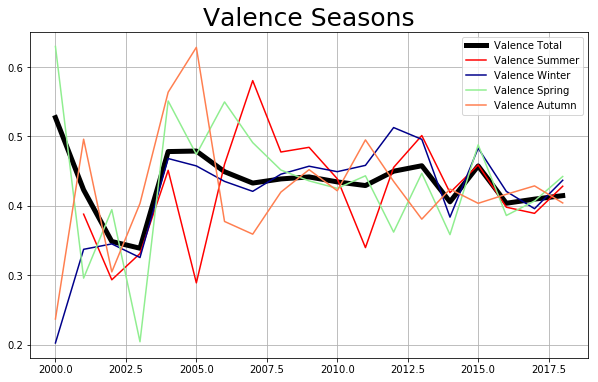 Valence Seasons
Valence Total
Valence Summer
Valence Winter
Valence Spring
Valence Autumn
0.6
0.5
0.4
0.3
0.2
2000.0 2002.5 2005.0 2007.5 2010.0 2012.5 2015.0 2017.5